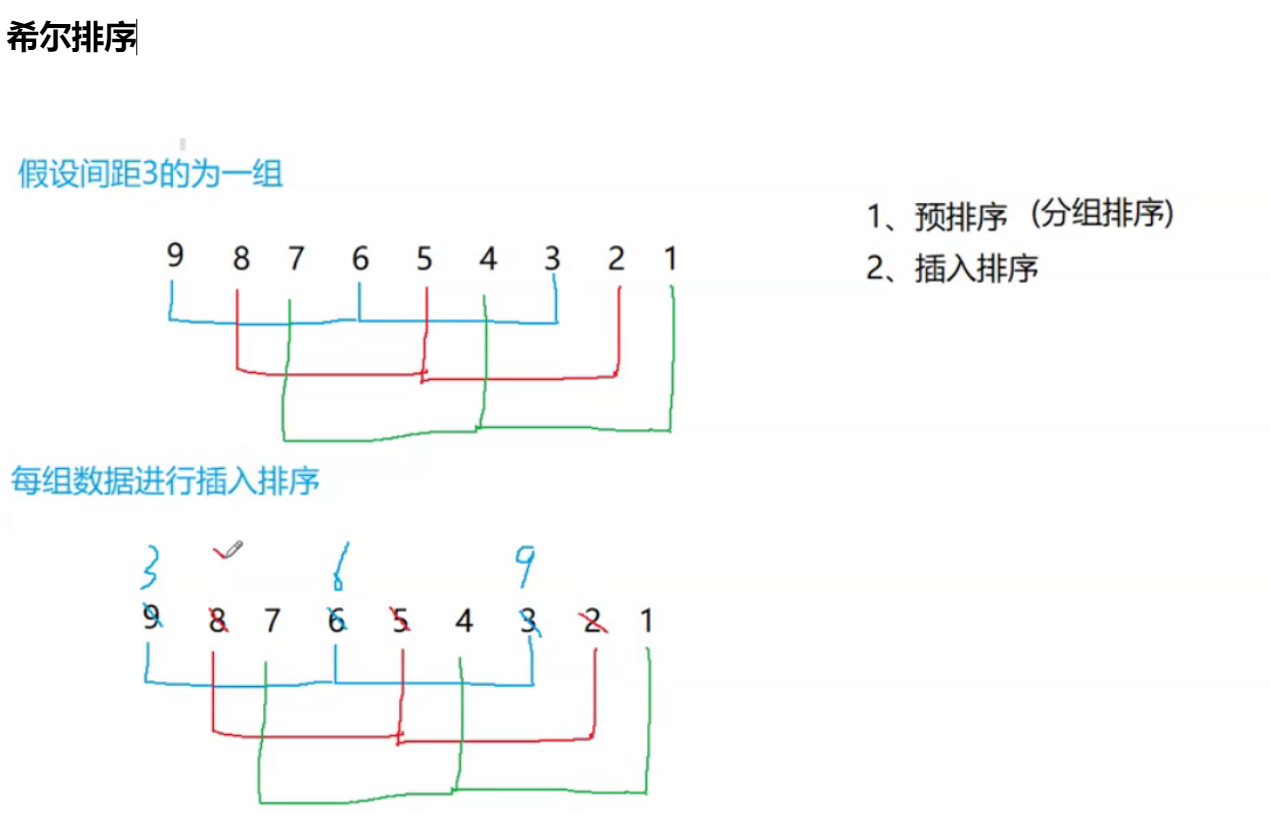 希尔排序
假设间距3的为一组
9 8 7 6 5 4 3 2 1
1、预排序 (分组排序)
2、插入排序
每组数据进行插入排序
3 6 9
9 8 7 6 5 4 3 2 1